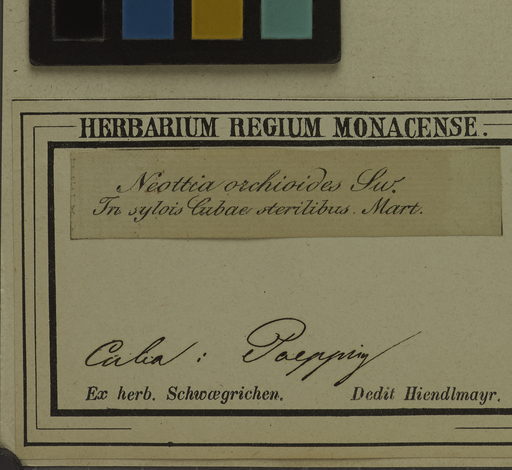 HERBARIUM REGIUM MONACENSE.
Neottia orchioides Sw.
In sylvis Cubae sterilibus. Mart.
Cuba: Poeppig
Ex herb. Schwægrichen. Dedit Hiendlmayr.